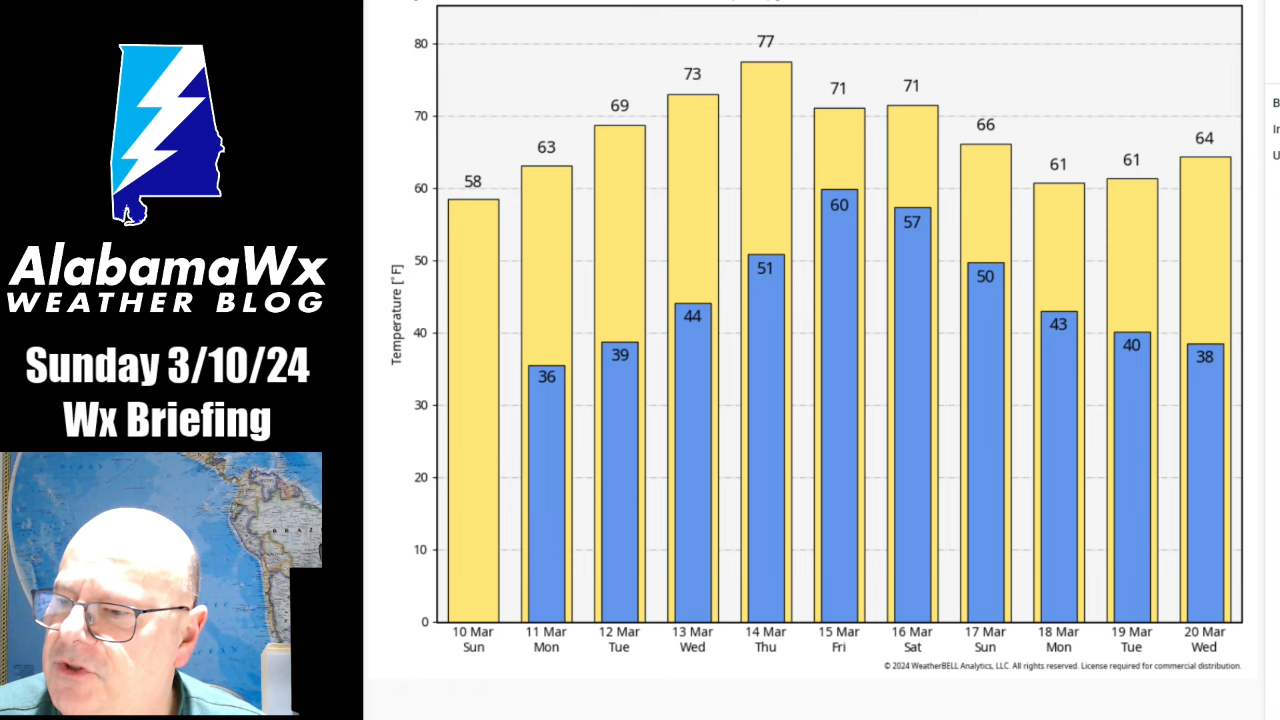 AlabamaWx
WEATHER BLOG
Sunday 3/10/24
Wx Briefing
Temperature [°F]
80
70
60
50
40
30
20
10
0
58
63
69
73
77
71
71
66
61
61
64
36
39
44
51
60
57
50
43
40
38
10 Mar
Sun
11 Mar
Mon
12 Mar
Tue
13 Mar
Wed
14 Mar
Thu
15 Mar
Fri
16 Mar
Sat
17 Mar
Sun
18 Mar
Mon
19 Mar
Tue
20 Mar
Wed
© 2024 WeatherBELL Analytics, LLC. All rights reserved. License required for commercial distribution.